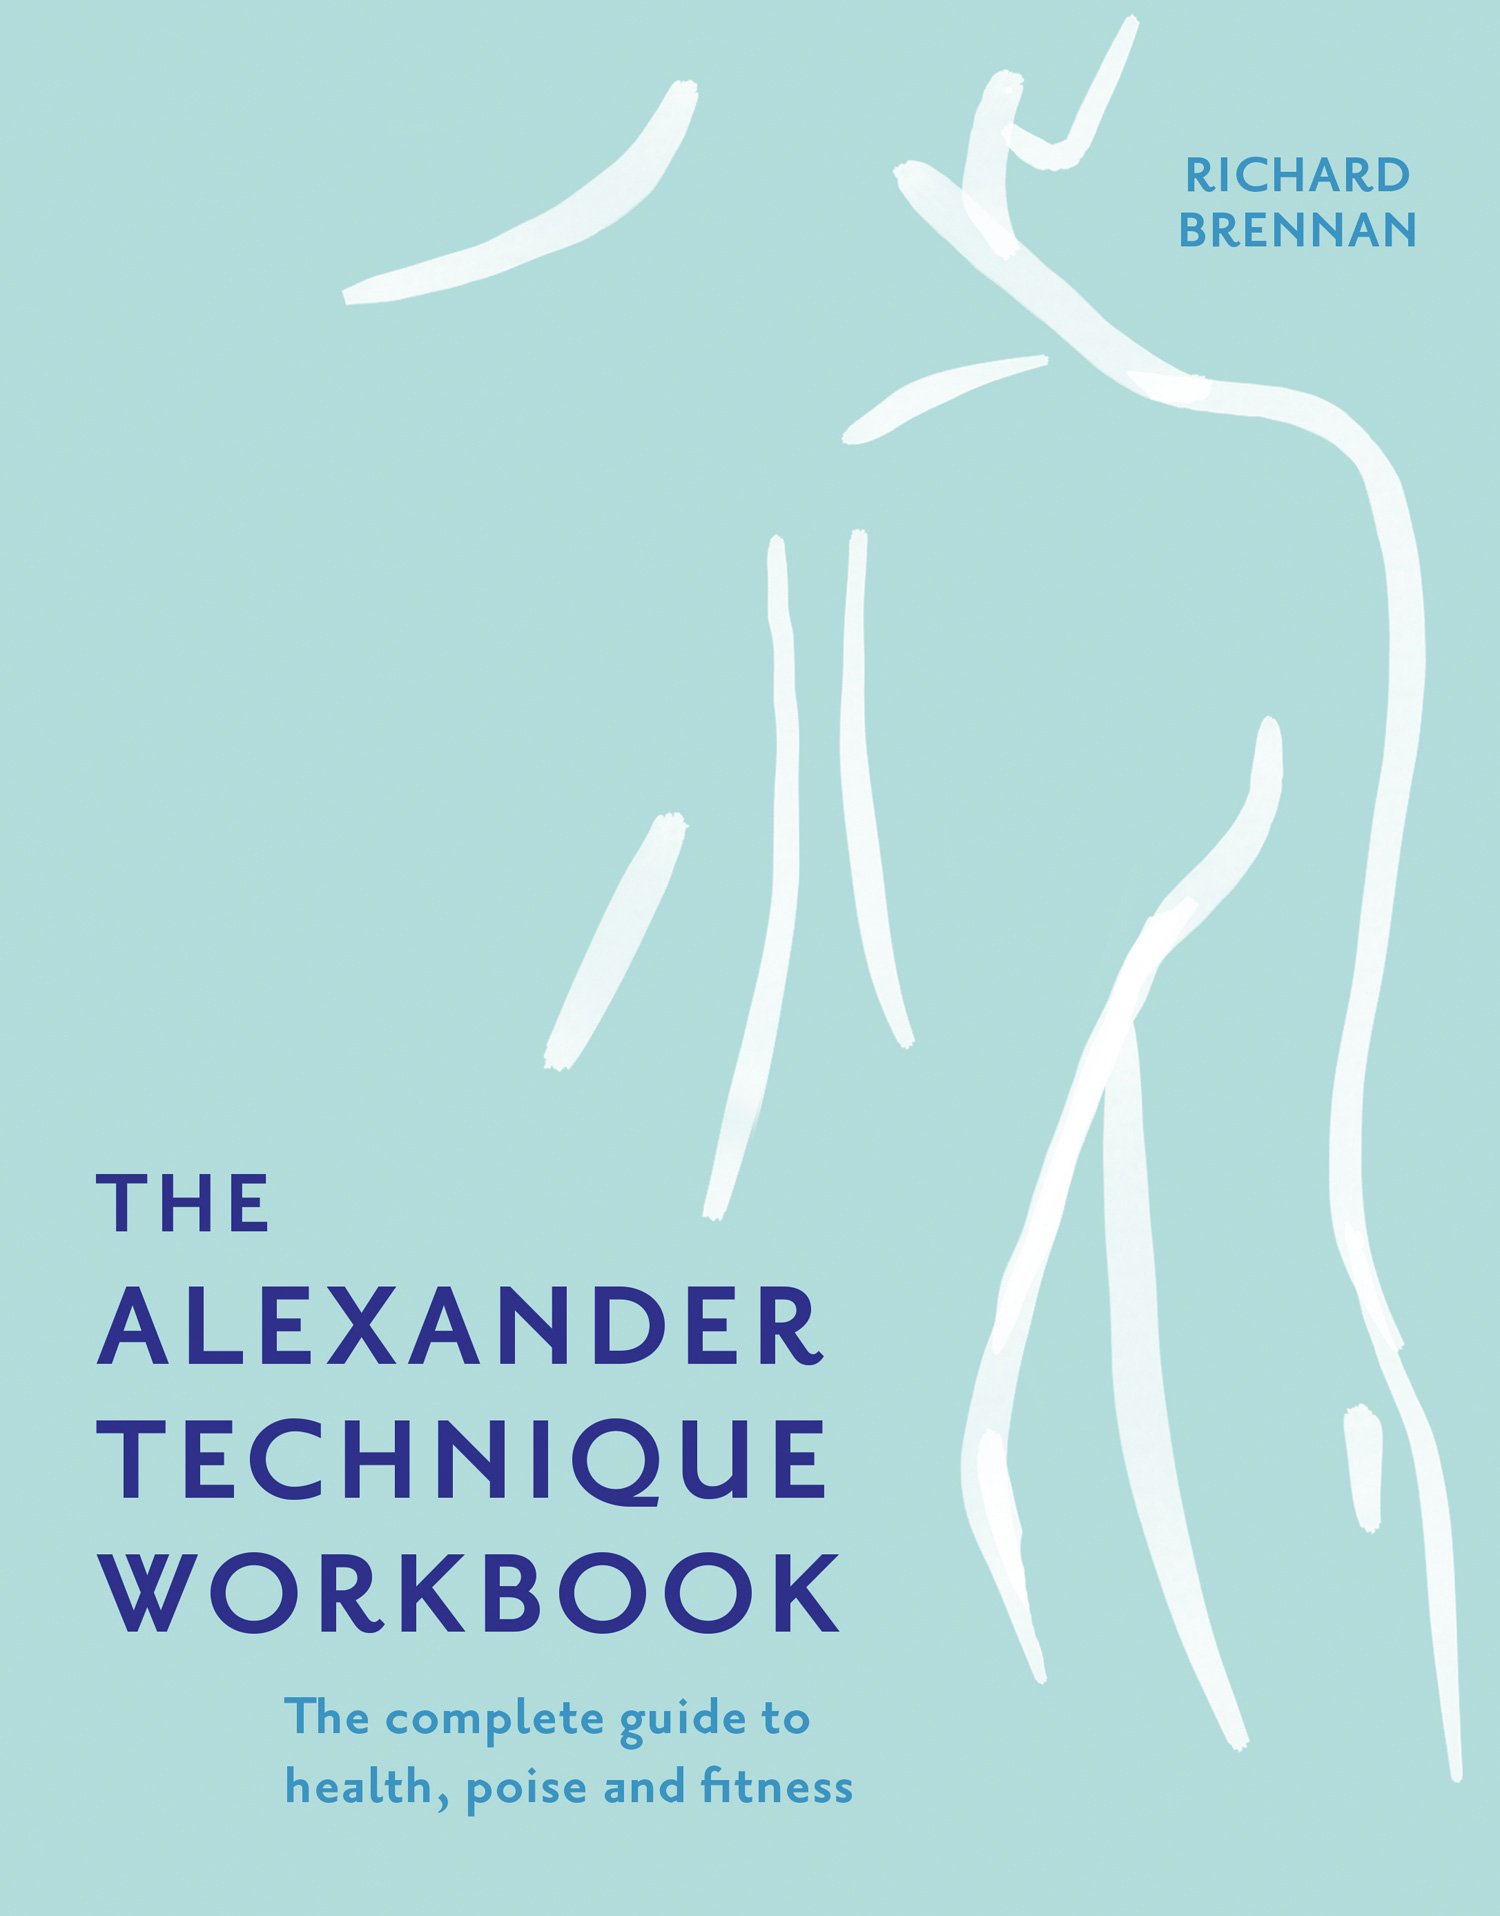 RICHARD
BRENNAN
THE
ALEXANDER
TECHNIQUE
WORKBOOK
The complete guide to
health, poise and fitness